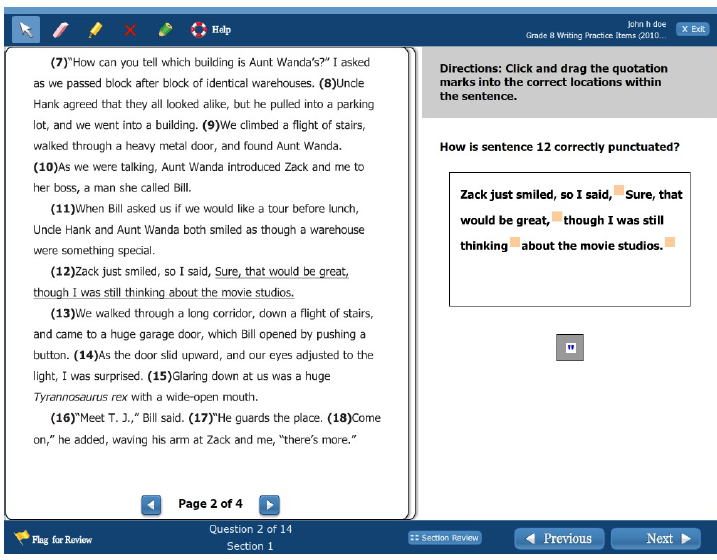 Help
john h doe
Grade 8 Writing Practice Items (2010...
X Exit
(7)“How can you tell which building is Aunt Wanda’s?” I asked
as we passed block after block of identical warehouses. (8)Uncle
Hank agreed that they all looked alike, but he pulled into a parking
lot, and we went into a building. (9)We climbed a flight of stairs,
walked through a heavy metal door, and found Aunt Wanda.
(10)As we were talking, Aunt Wanda introduced Zack and me to
her boss, a man she called Bill.
(11)When Bill asked us if we would like a tour before lunch,
Uncle Hank and Aunt Wanda both smiled as though a warehouse
were something special.
(12)Zack just smiled, so I said, Sure, that would be great,
though I was still thinking about the movie studios.
(13)We walked through a long corridor, down a flight of stairs,
and came to a huge garage door, which Bill opened by pushing a
button. (14)As the door slid upward, and our eyes adjusted to the
light, I was surprised. (15)Glaring down at us was a huge
Tyrannosaurus rex with a wide-open mouth.
(16)“Meet T. J.,” Bill said. (17)“He guards the place. (18)Come
on,” he added, waving his arm at Zack and me, “there’s more.”
Page 2 of 4
Directions: Click and drag the quotation
marks into the correct locations within
the sentence.
How is sentence 12 correctly punctuated?
Zack just smiled, so I said, Sure, that
would be great, though I was still
thinking about the movie studios.
"
Flag for Review
Question 2 of 14
Section 1
Section Review
Previous
Next